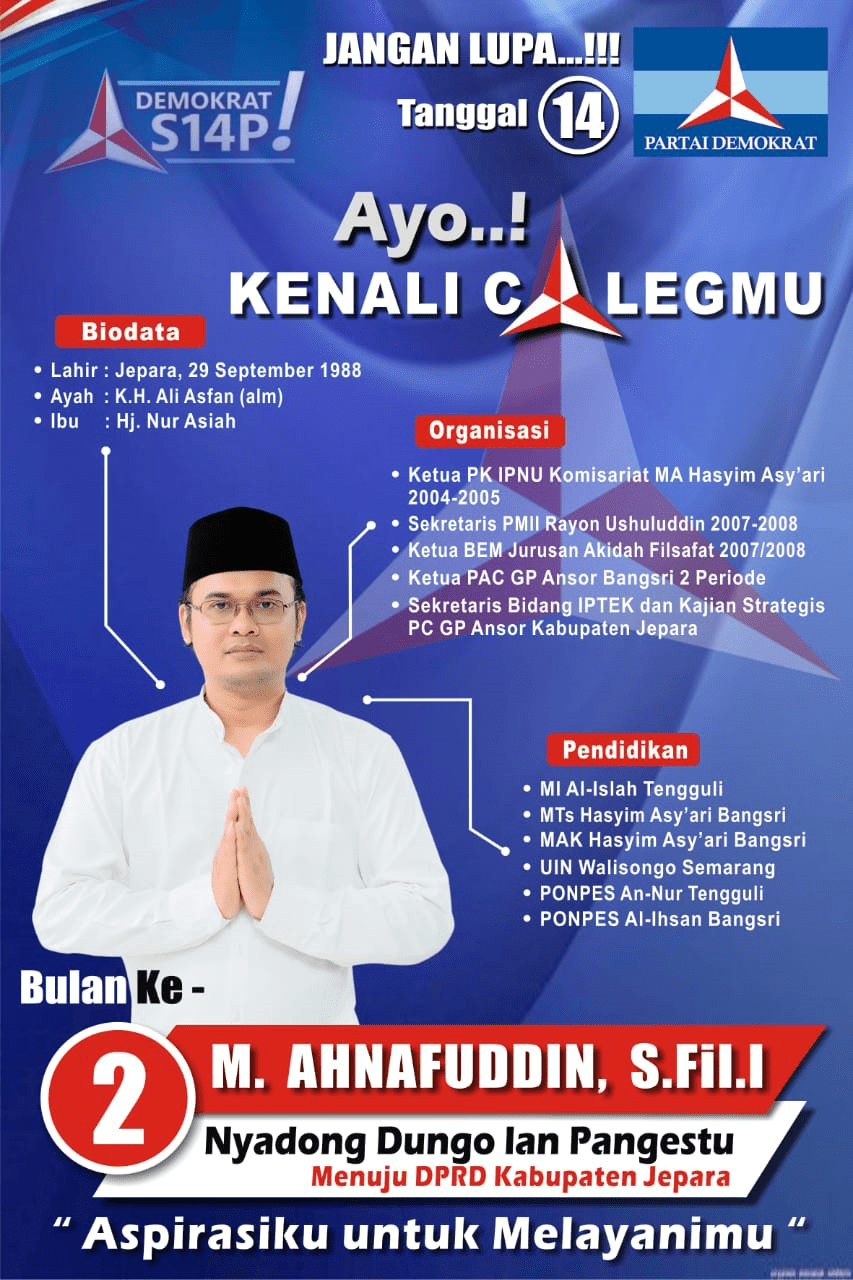 JANGAN LUPA...!!!
Tanggal 14
DEMOKRAT
S14P!
PARTAI DEMOKRAT
Ayo..!
KENALI CALEGMU
Biodata
• Lahir : Jepara, 29 September 1988
• Ayah : K.H. Ali Asfan (alm)
• Ibu : Hj. Nur Asiah
Organisasi
• Ketua PK IPNU Komisariat MA Hasyim Asy'ari
2004-2005
• Sekretaris PMII Rayon Ushuluddin 2007-2008
• Ketua BEM Jurusan Akidah Filsafat 2007/2008
• Ketua PAC GP Ansor Bangsri 2 Periode
• Sekretaris Bidang IPTEK dan Kajian Strategis
PC GP Ansor Kabupaten Jepara
Pendidikan
• MI Al-Islah Tengguli
• MTs Hasyim Asy'ari Bangsri
• MAK Hasyim Asy'ari Bangsri
• UIN Walisongo Semarang
• PONPES An-Nur Tengguli
• PONPES Al-Ihsan Bangsri
Bulan Ke -
2
M. AHNAFUDDIN, S.Fil.I
Nyadong Dungo lan Pangestu
Menuju DPRD Kabupaten Jepara
“ Aspirasiku untuk Melayanimu “